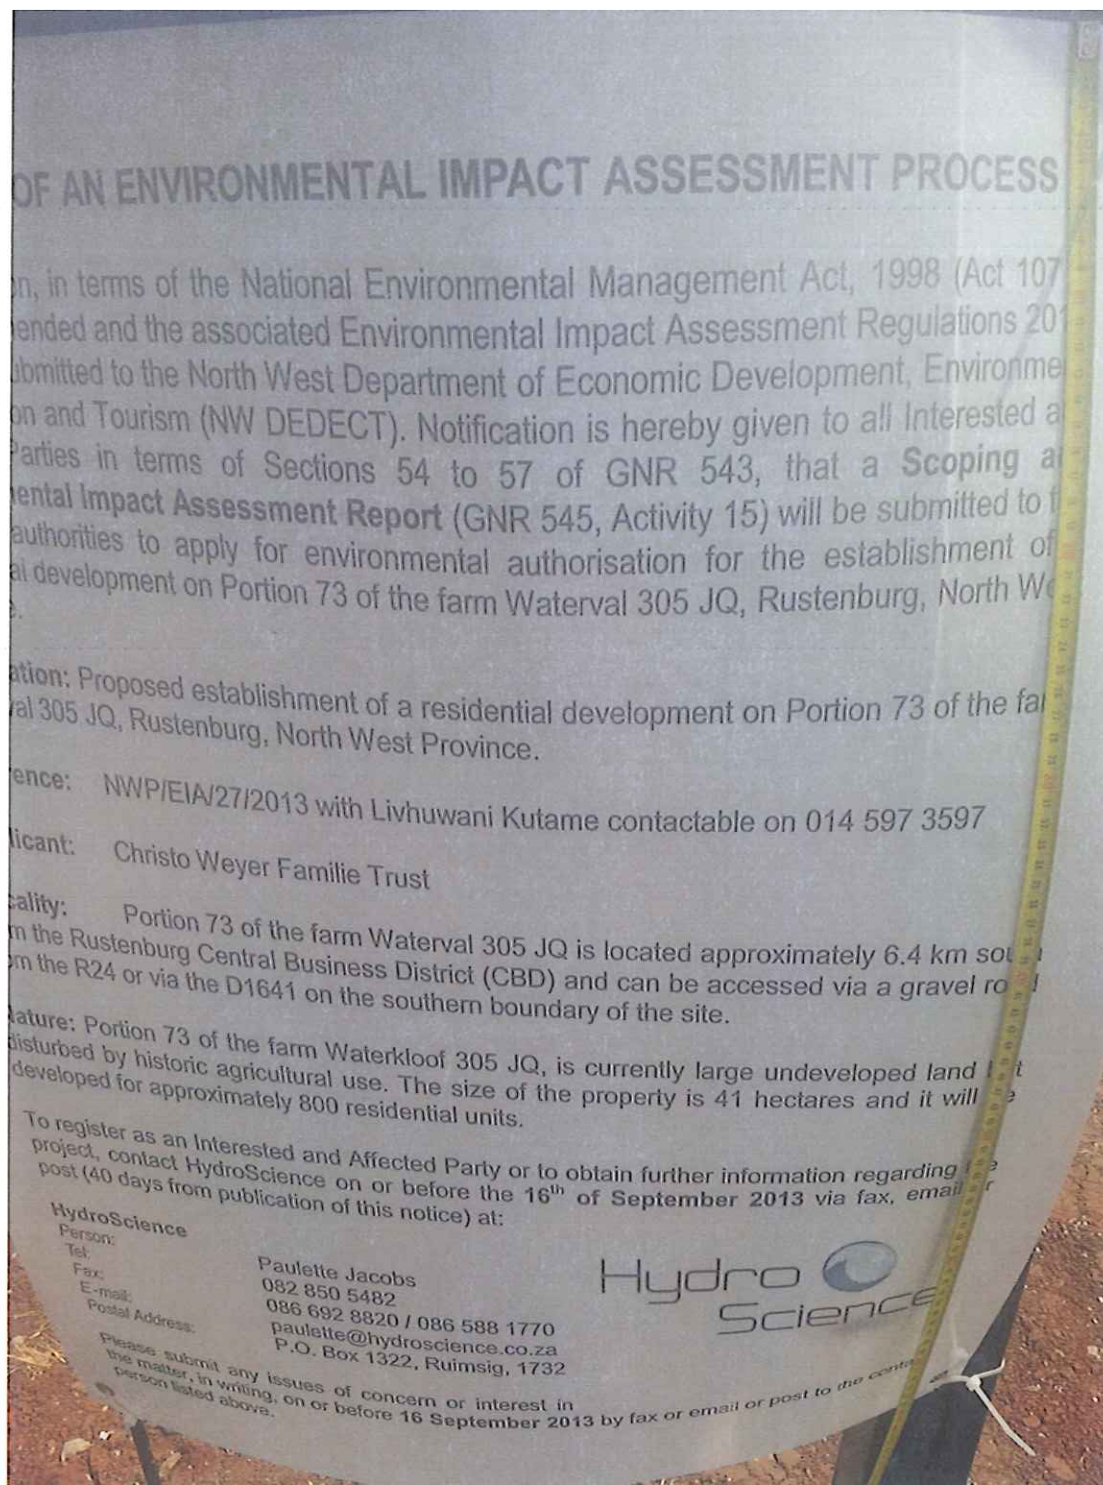 OF AN ENVIRONMENTAL IMPACT ASSESSMENT PROCESS
in terms of the National Environmental Management Act, 1998 (Act 107
ended and the associated Environmental Impact Assessment Regulations 201
ubmitted to the North West Department of Economic Development, Environme
on and Tourism (NW DEDECT). Notification is hereby given to all Interested a
Parties in terms of Sections 54 to 57 of GNR 543, that a Scoping a
ental Impact Assessment Report (GNR 545, Activity 15) will be submitted to
authorities to apply for environmental authorisation for the establishment of
al development on Portion 73 of the farm Waterval 305 JQ, Rustenburg, North We
e.
ation: Proposed establishment of a residential development on Portion 73 of the far
val 305 JQ, Rustenburg, North West Province.
ence: NWP/EIA/27/2013 with Livhuwani Kutame contactable on 014 597 3597
licant: Christo Weyer Familie Trust
cality: Portion 73 of the farm Waterval 305 JQ is located approximately 6.4 km sou
m the Rustenburg Central Business District (CBD) and can be accessed via a gravel ro d
om the R24 or via the D1641 on the southern boundary of the site.
Nature: Portion 73 of the farm Waterkloof 305 JQ, is currently large undeveloped land
disturbed by historic agricultural use. The size of the property is 41 hectares and it will
developed for approximately 800 residential units.
To register as an Interested and Affected Party or to obtain further information regarding
project, contact HydroScience on or before the 16th of September 2013 via fax, email
post (40 days from publication of this notice) at:
HydroScience
Person: Paulette Jacobs
Tel: 082 850 5482
Fax: 086 692 8820 / 086 588 1770
E-mail: paulette@hydroscience.co.za
Postal Address: P.O. Box 1322, Ruimsig, 1732
Hydro
Science
Please submit any issues of concern or interest in
the matter, in writing, on or before 16 September 2013 by fax or email or post to the conta
person listed above.